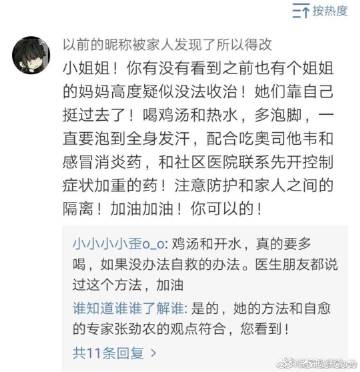 按热度
以前的昵称被家人发现了所以得改
小姐姐！你有没有看到之前也有个姐姐
的妈妈高度疑似没法收治！她们靠自己
挺过去了！喝鸡汤和热水，多泡脚，一
直要泡到全身发汗，配合吃奥司他韦和
感冒消炎药，和社区医院联系先开控制
症状加重的药！注意防护和家人之间的
隔离！加油加油！你可以的！
小小小小歪o_o: 鸡汤和开水，真的要多
喝，如果没办法自救的办法。医生朋友都说
过这个方法，加油
谁知道谁谁了解谁: 是的，她的方法和自愈
的专家张劲农的观点符合，您看到！
共11条回复 >